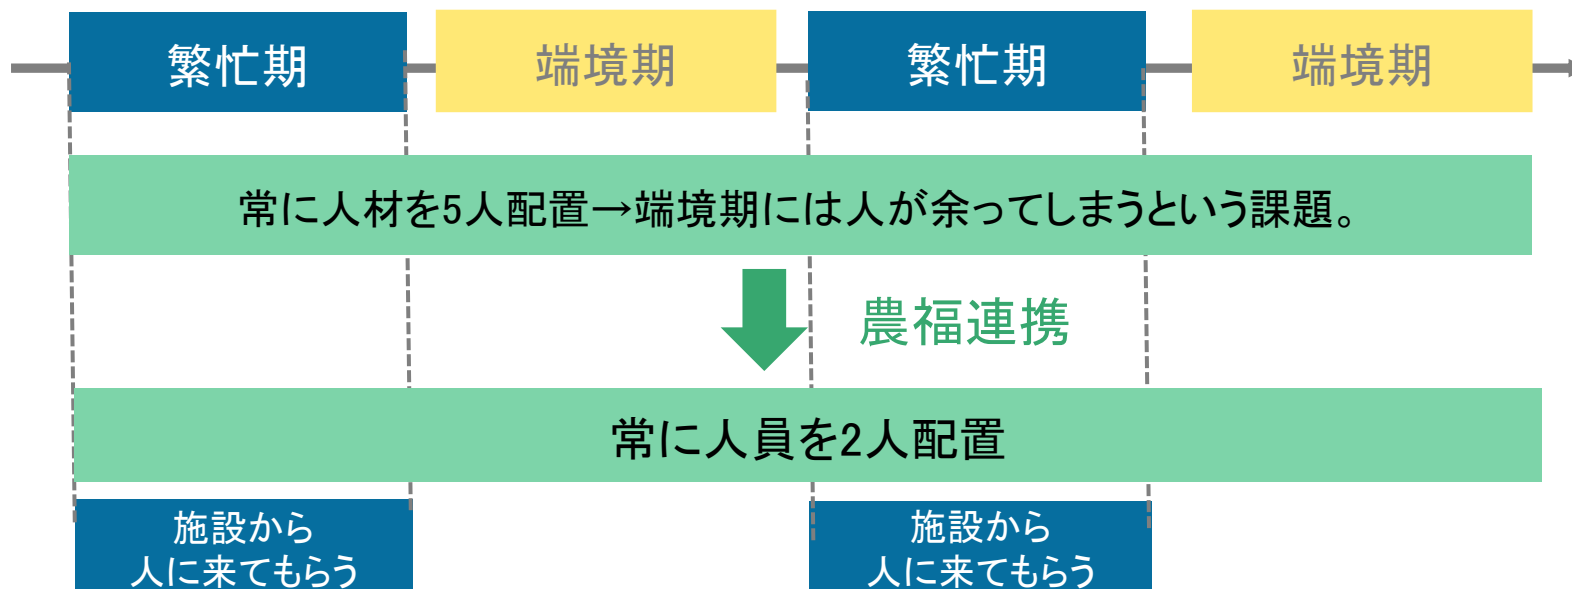 繁忙期
端境期
繁忙期
端境期
常に人材を5人配置→端境期には人が余ってしまうという課題。
農福連携
常に人員を2人配置
施設から
人に来てもらう
施設から
人に来てもらう